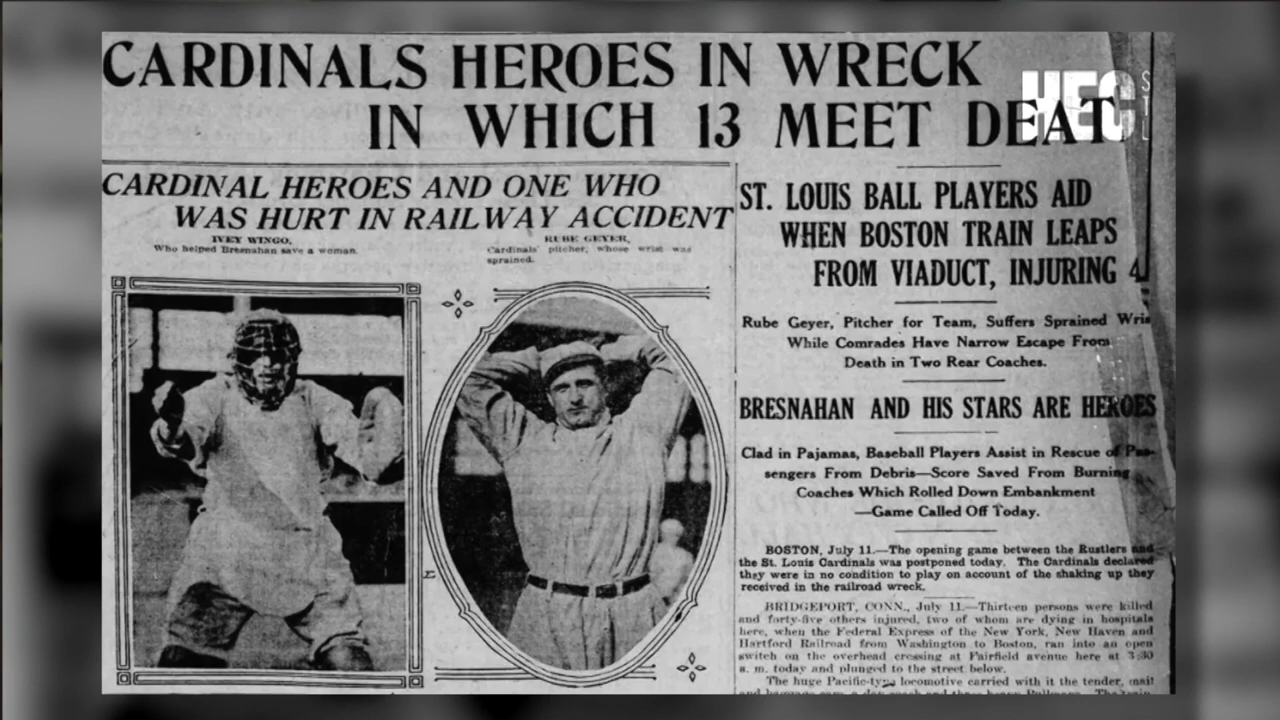 CARDINALS HEROES IN WRECK
IN WHICH 13 MEET DEAT
HEC
CARDINAL HEROES AND ONE WHO
WAS HURT IN RAILWAY ACCIDENT
IVEY WINGO,
Who helped Bresnahan save a woman.
RUBE GEYER,
Cardinals' pitcher, whose wrist was
sprained.
ST. LOUIS BALL PLAYERS AID
WHEN BOSTON TRAIN LEAPS
FROM VIADUCT, INJURING 4
Rube Geyer, Pitcher for Team, Suffers Sprained Wris
While Comrades Have Narrow Escape From
Death in Two Rear Coaches.
BRESNAHAN AND HIS STARS ARE HEROES
Clad in Pajamas, Baseball Players Assist in Rescue of Pas-
sengers From Debris—Score Saved From Burning
Coaches Which Rolled Down Embankment
—Game Called Off Today.
BOSTON, July 11.—The opening game between the Rustlers and
the St. Louis Cardinals was postponed today. The Cardinals declared
they were in no condition to play on account of the shaking up they
received in the railroad wreck.
BRIDGEPORT, CONN., July 11.—Thirteen persons were killed
and forty-five others injured, two of whom are dying in hospitals
here, when the Federal Express of the New York, New Haven and
Hartford Railroad from Washington to Boston, ran into an open
switch on the overhead crossing at Fairfield avenue here at 3:30
a. m. today and plunged to the street below.
The huge Pacific-type locomotive carried with it the tender, mail